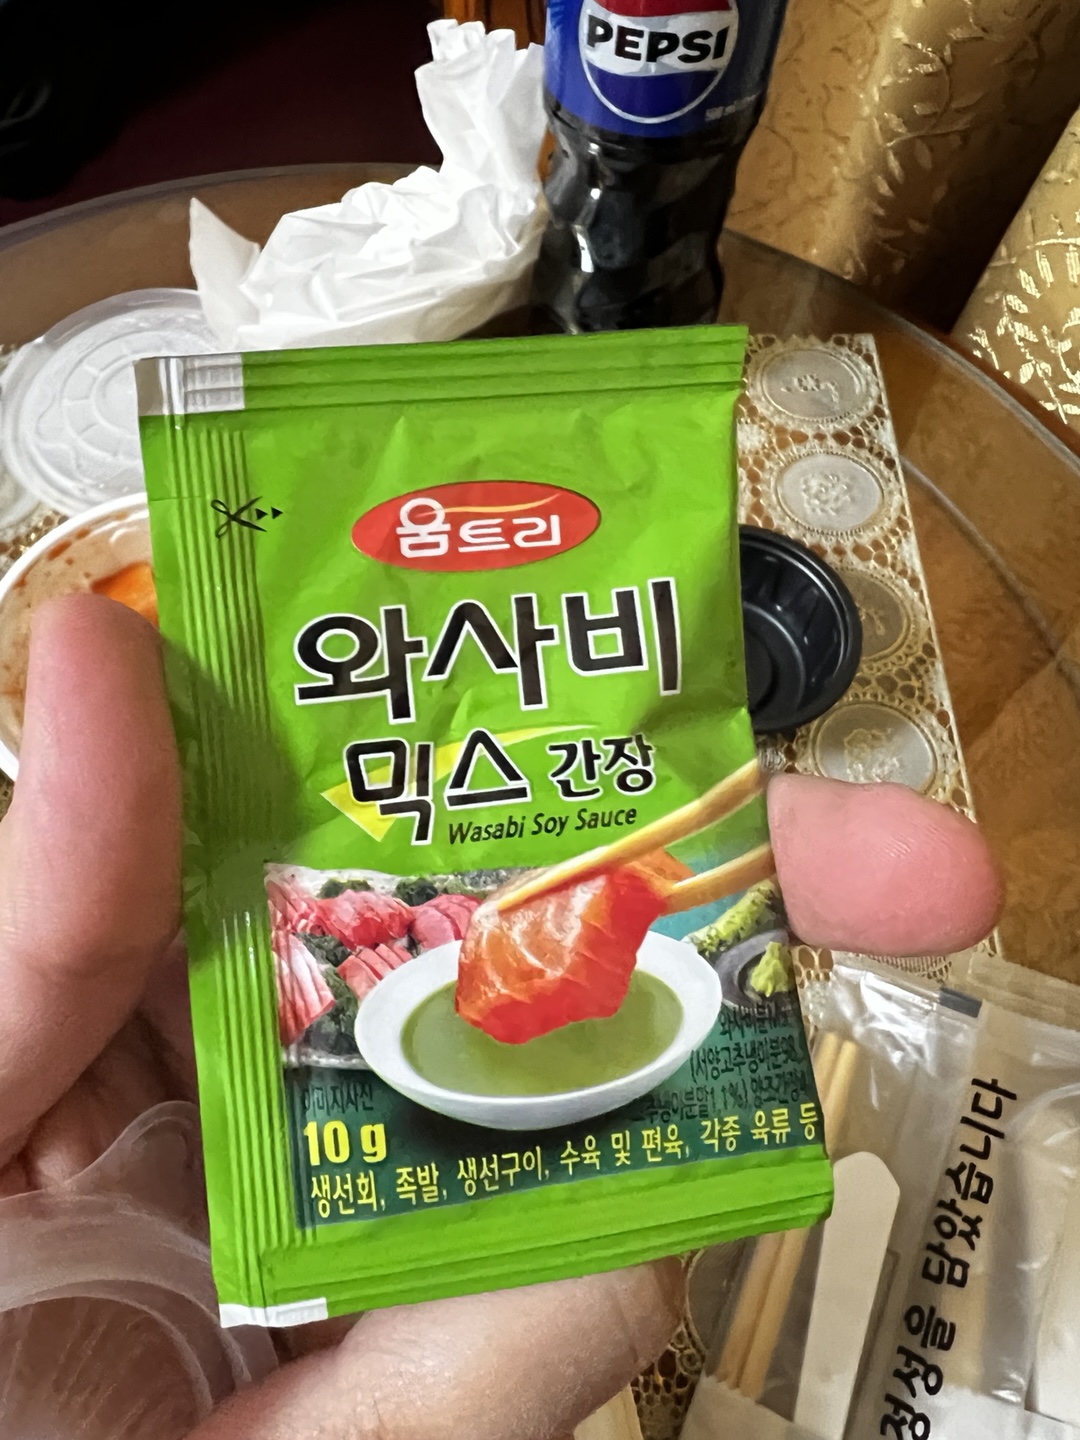 PEPSI
움트리
와사비
믹스 간장
Wasabi Soy Sauce
이미지사진
10 g
생선회, 족발, 생선구이, 수육 및 편육, 각종 육류 등
정성을 담았습니다